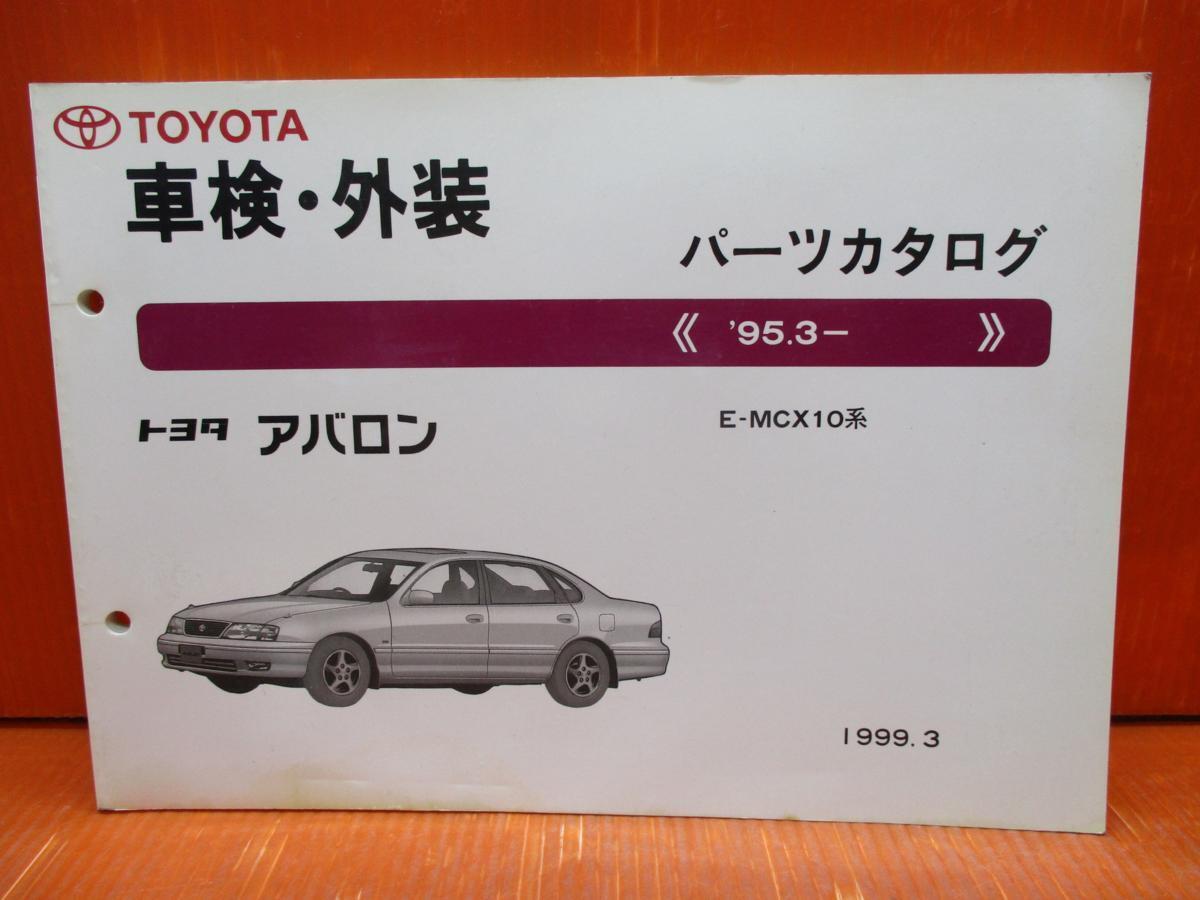 TOYOTA
車検・外装
パーツカタログ
《 '95.3− 》
トヨタ アバロン
E-MCX10系
1999.3